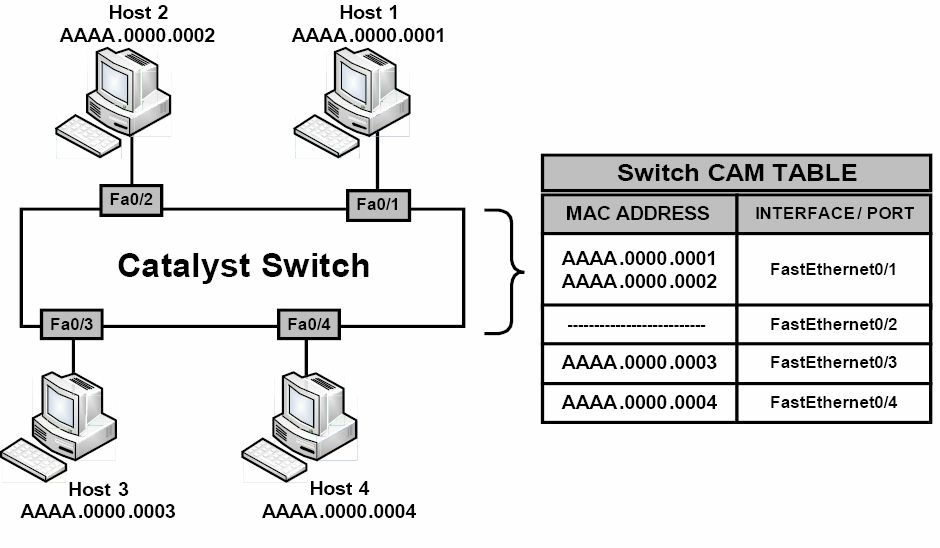 Host 2
AAAA.0000.0002
Host 1
AAAA.0000.0001
Fa0/2
Fa0/1
Catalyst Switch
Fa0/3
Fa0/4
Host 3
AAAA.0000.0003
Host 4
AAAA.0000.0004
Switch CAM TABLE
MAC ADDRESS
INTERFACE / PORT
AAAA.0000.0001
AAAA.0000.0002
FastEthernet0/1
--------------------------
FastEthernet0/2
AAAA.0000.0003
FastEthernet0/3
AAAA.0000.0004
FastEthernet0/4